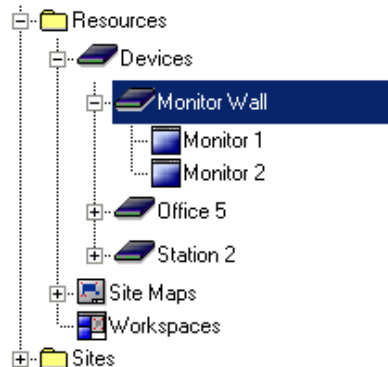 Resources
Devices
Monitor Wall
Monitor 1
Monitor 2
Office 5
Station 2
Site Maps
Workspaces
Sites